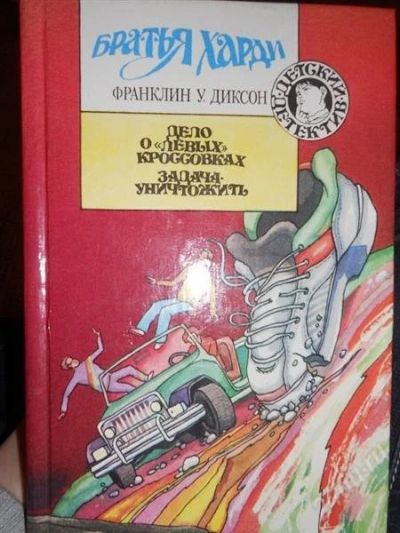 БРАТЬЯ ХАРДИ
ФРАНКЛИН У. ДИКСОН
ДЕТСКИЙ
ДЕТЕКТИВ
ДЕЛО
О «ЛЕВЫХ»
КРОССОВКАХ
ЗАДАЧА-
УНИЧТОЖИТЬ